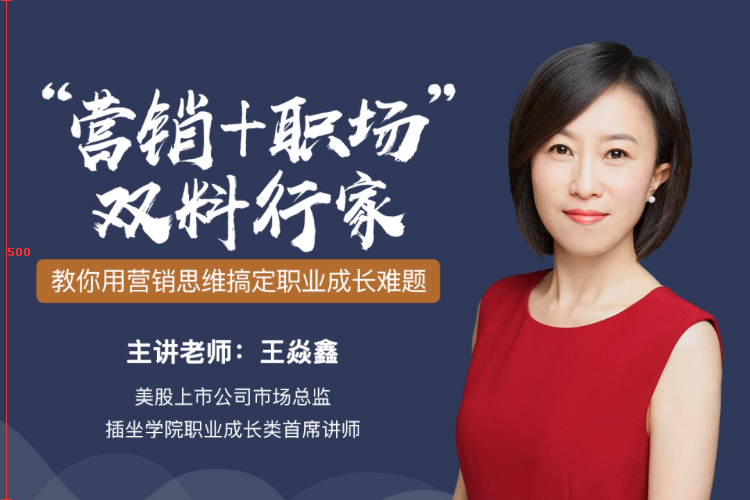 “营销+职场”
双料行家
500
教你用营销思维搞定职业成长难题
主讲老师：王焱鑫
美股上市公司市场总监
插坐学院职业成长类首席讲师